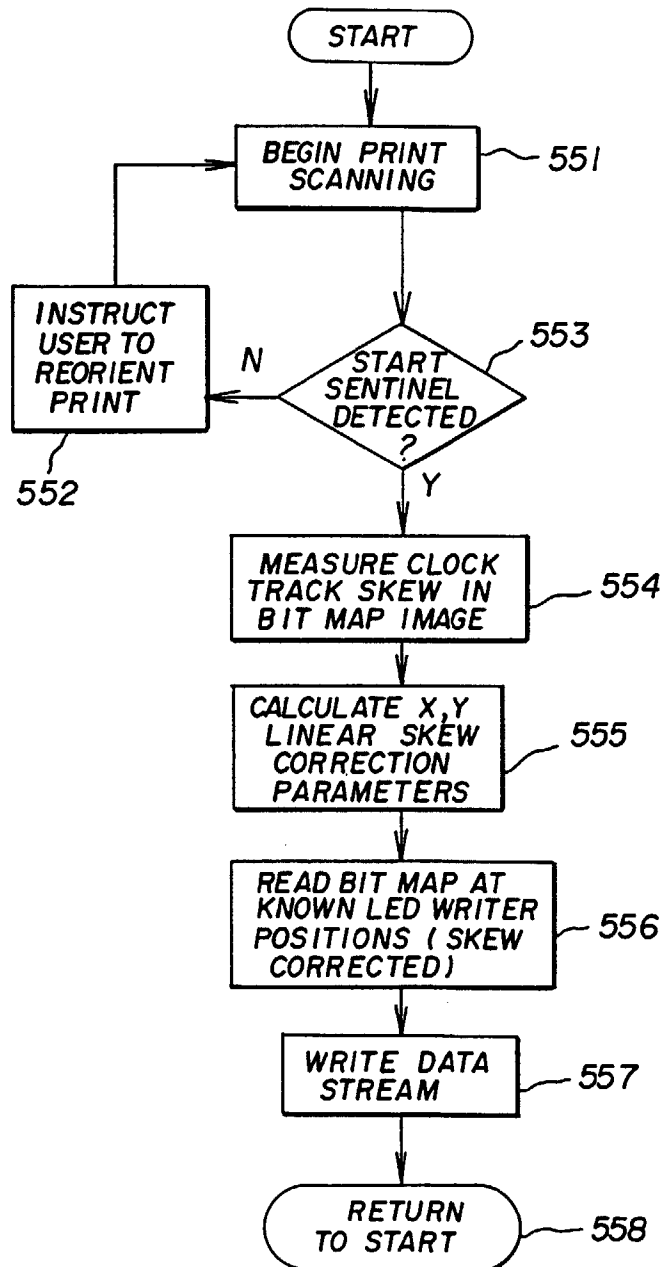 START
BEGIN PRINT
SCANNING
551
INSTRUCT
USER TO
REORIENT
PRINT
552
N
START
SENTINEL
DETECTED
?
553
Y
MEASURE CLOCK
TRACK SKEW IN
BIT MAP IMAGE
554
CALCULATE X,Y
LINEAR SKEW
CORRECTION
PARAMETERS
555
READ BIT MAP AT
KNOWN LED WRITER
POSITIONS (SKEW
CORRECTED)
556
WRITE DATA
STREAM
557
RETURN
TO START
558